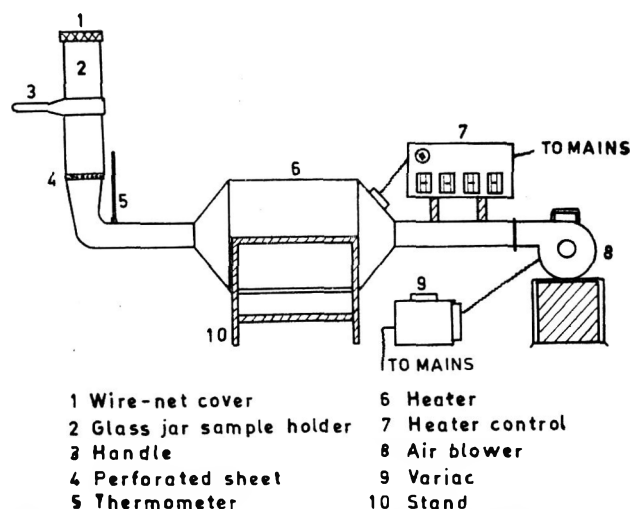 1
2
3
4
5
6
7
TO MAINS
8
9
TO MAINS
10
1 Wire-net cover
2 Glass jar sample holder
3 Handle
4 Perforated sheet
5 Thermometer
6 Heater
7 Heater control
8 Air blower
9 Variac
10 Stand